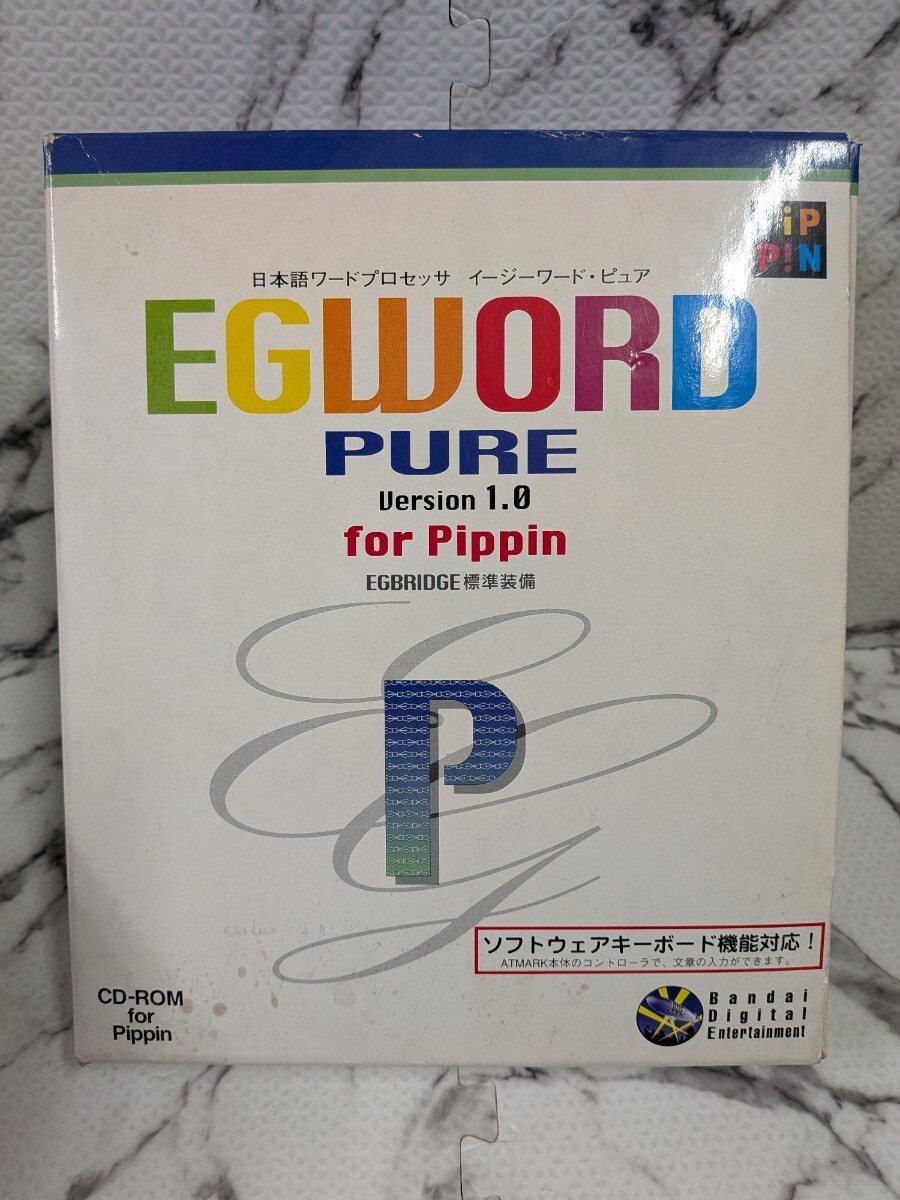 PiP
P!N
日本語ワードプロセッサ イージーワード・ピュア
EGWORD
PURE
Version 1.0
for Pippin
EGBRIDGE標準装備
P
ソフトウェアキーボード機能対応！
ATMARK本体のコントローラで、文章の入力ができます。
CD-ROM
for
Pippin
Bandai
Digital
Entertainment